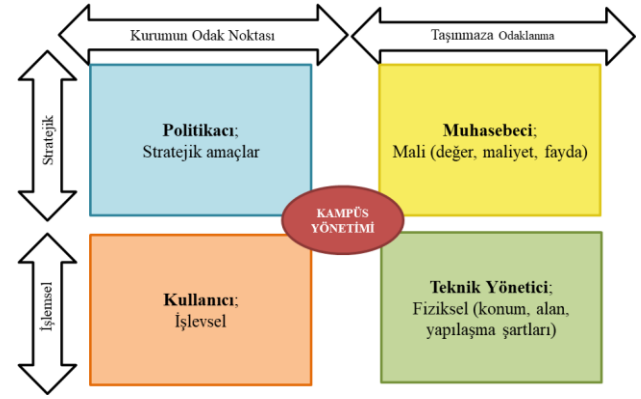 Kurumun Odak Noktası
Taşınmaza Odaklanma
Stratejik
Politikacı;
Stratejik amaçlar
Muhasebeci;
Mali (değer, maliyet, fayda)
KAMPÜS
YÖNETİMİ
İşlemsel
Kullanıcı;
İşlevsel
Teknik Yönetici;
Fiziksel (konum, alan,
yapılaşma şartları)